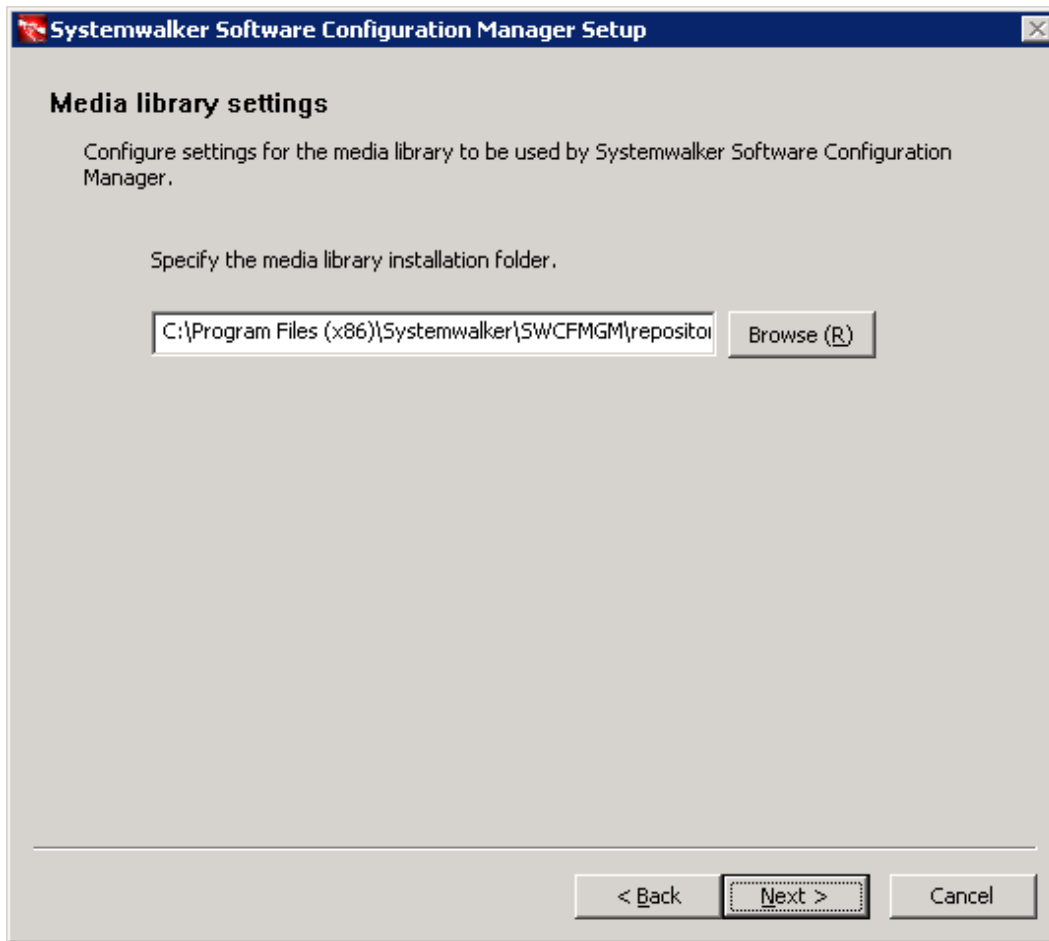 Systemwalker Software Configuration Manager Setup
Media library settings
Configure settings for the media library to be used by Systemwalker Software Configuration
Manager.
Specify the media library installation folder.
C:\Program Files (x86)\Systemwalker\SWCFMGM\repositor
Browse (R)
< Back
Next >
Cancel